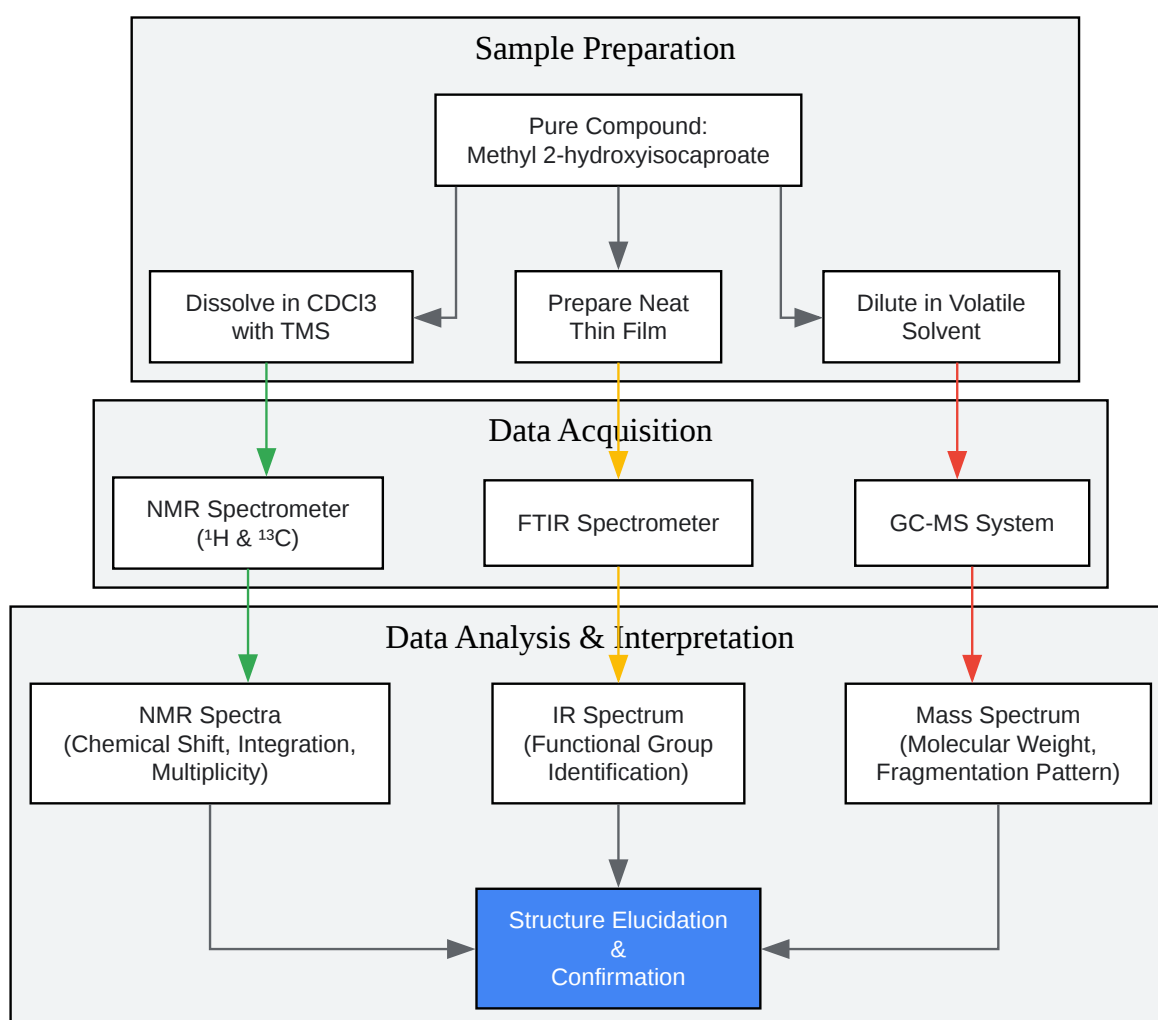 Sample Preparation
Pure Compound:
Methyl 2-hydroxyisocaproate
Dissolve in CDCl3
with TMS
Prepare Neat
Thin Film
Dilute in Volatile
Solvent
Data Acquisition
NMR Spectrometer
(¹H & ¹³C)
FTIR Spectrometer
GC-MS System
Data Analysis & Interpretation
NMR Spectra
(Chemical Shift, Integration,
Multiplicity)
IR Spectrum
(Functional Group
Identification)
Mass Spectrum
(Molecular Weight,
Fragmentation Pattern)
Structure Elucidation
&
Confirmation